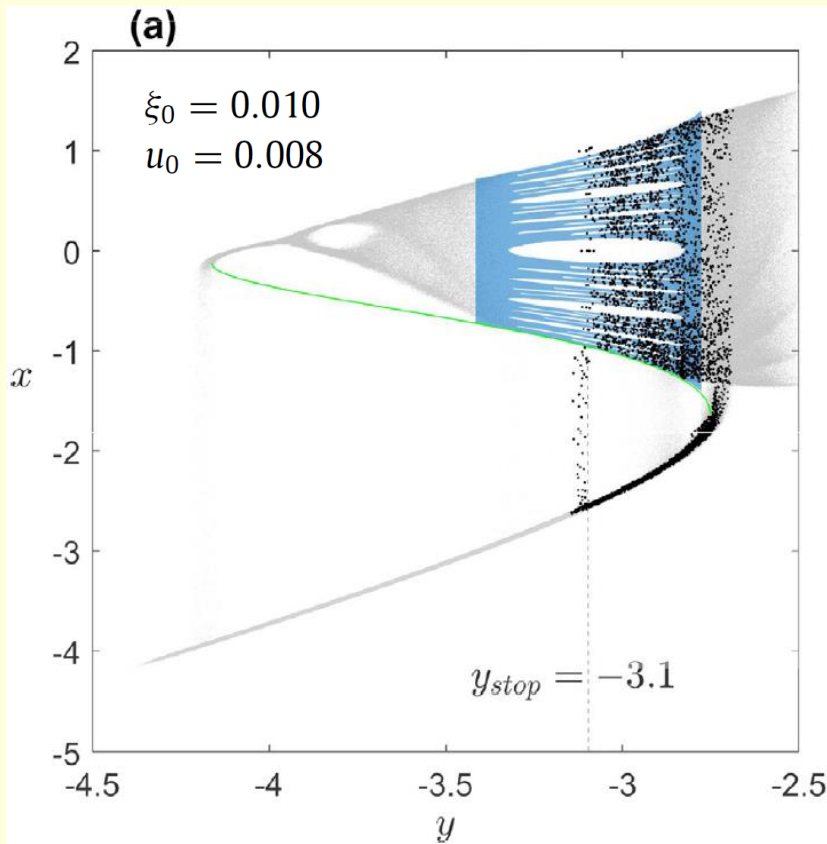 (a)
ξ₀ = 0.010
u₀ = 0.008
2
1
0
-1
-2
-3
-4
-5
x
y_stop = −3.1
-4.5 -4 -3.5 -3 -2.5
y